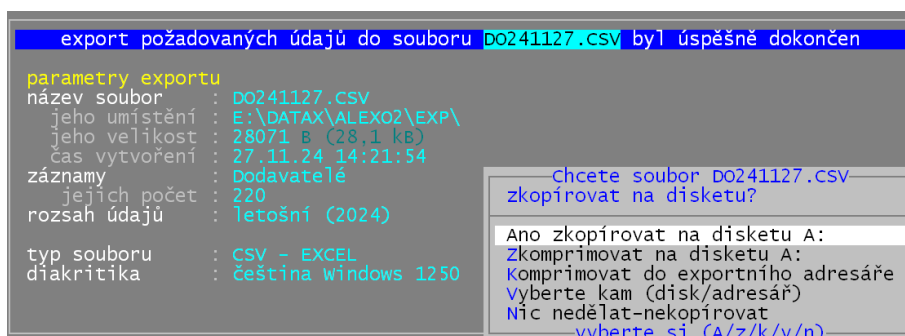 export požadovaných údajů do souboru DO241127.CSV byl úspěšně dokončen
parametry exportu
název soubor : DO241127.CSV
jeho umístění : E:\DATAX\ALEXO2\EXP\
jeho velikost : 28071 B (28,1 kB)
čas vytvoření : 27.11.24 14:21:54
záznamy : Dodavatelé
jejich počet : 220
rozsah údajů : letošní (2024)
typ souboru : CSV - EXCEL
diakritika : čeština Windows 1250
Chcete soubor DO241127.CSV
zkopírovat na disketu?
Ano zkopírovat na disketu A:
Zkomprimovat na disketu A:
Komprimovat do exportního adresáře
Vyberte kam (disk/adresář)
Nic nedělat-nekopírovat
vyberte si (A/z/k/v/n)